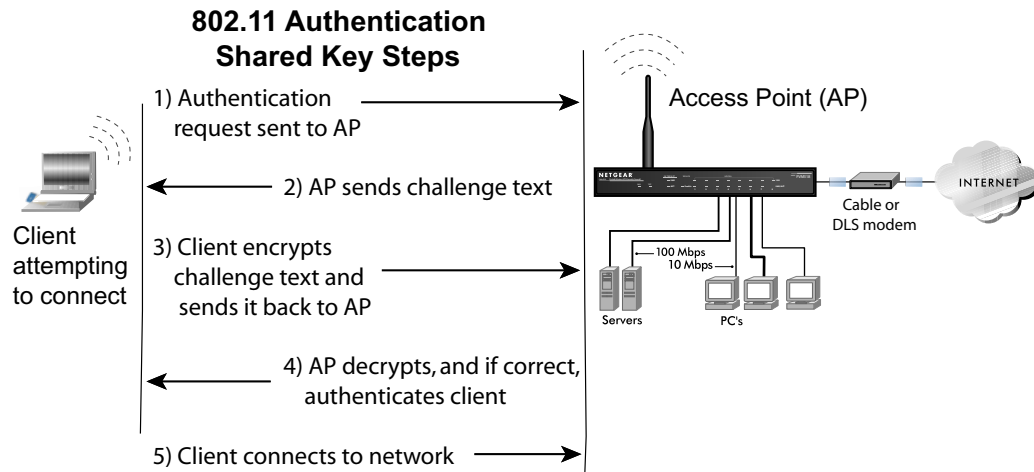 802.11 Authentication
Shared Key Steps
1) Authentication
request sent to AP
Access Point (AP)
2) AP sends challenge text
NETGEAR
INTERNET
Cable or
DLS modem
Client
attempting
to connect
3) Client encrypts
challenge text and
sends it back to AP
100 Mbps
10 Mbps
Servers
PC's
4) AP decrypts, and if correct,
authenticates client
5) Client connects to network